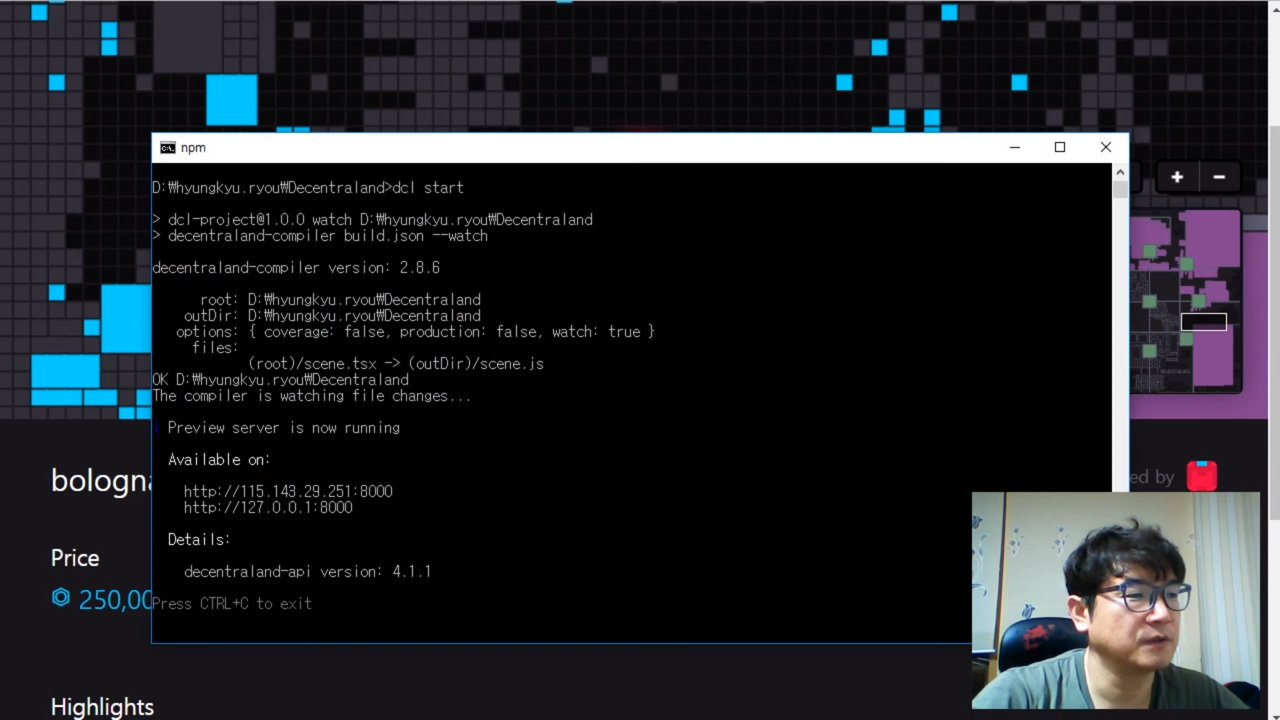 npm
D:₩hyungkyu.ryou₩Decentraland>dcl start
> dcl-project@1.0.0 watch D:₩hyungkyu.ryou₩Decentraland
> decentraland-compiler build.json --watch
decentraland-compiler version: 2.8.6
root: D:₩hyungkyu.ryou₩Decentraland
outDir: D:₩hyungkyu.ryou₩Decentraland
options: { coverage: false, production: false, watch: true }
files:
(root)/scene.tsx -> (outDir)/scene.js
OK D:₩hyungkyu.ryou₩Decentraland
The compiler is watching file changes...
Preview server is now running
Available on:
http://115.143.29.251:8000
http://127.0.0.1:8000
Details:
decentraland-api version: 4.1.1
Press CTRL+C to exit
bologna
ed by
Price
250,00
Highlights